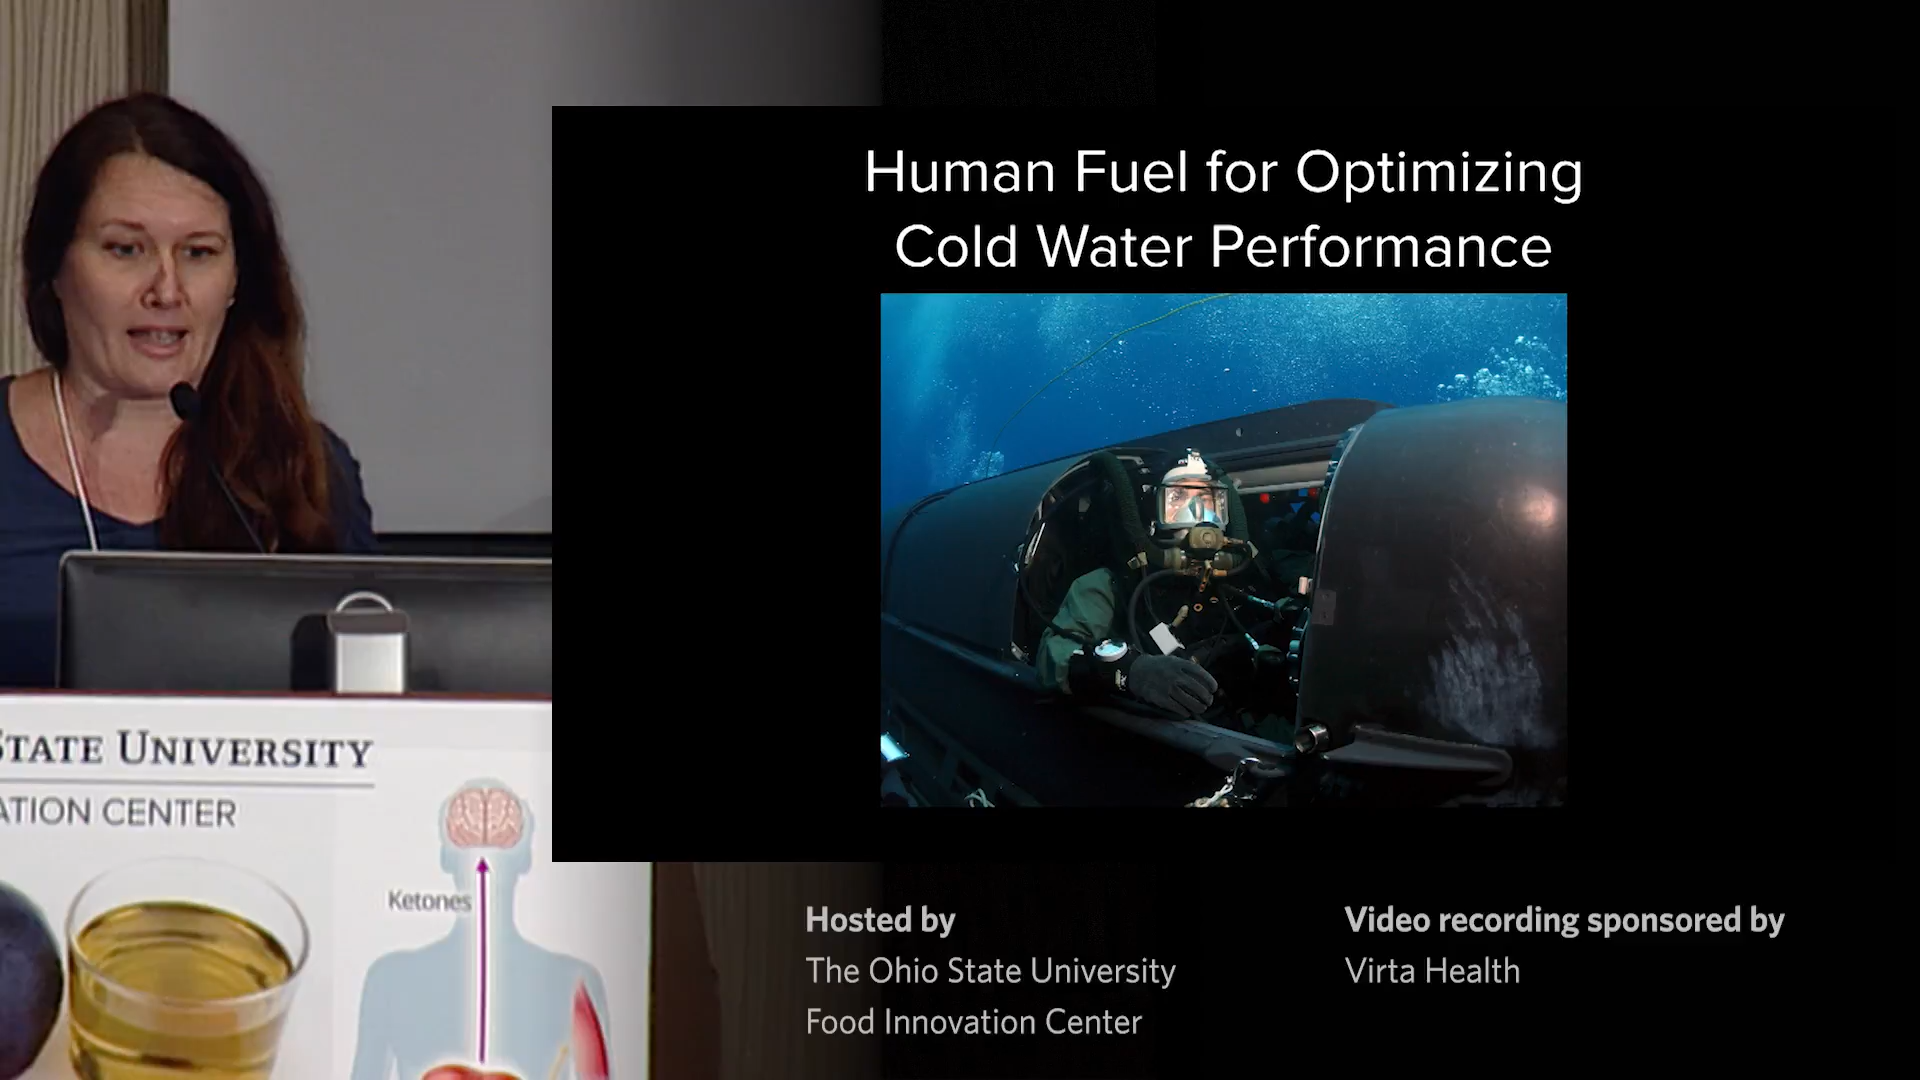 Human Fuel for Optimizing
Cold Water Performance
STATE UNIVERSITY
ATION CENTER
Ketones
Hosted by
The Ohio State University
Food Innovation Center
Video recording sponsored by
Virta Health